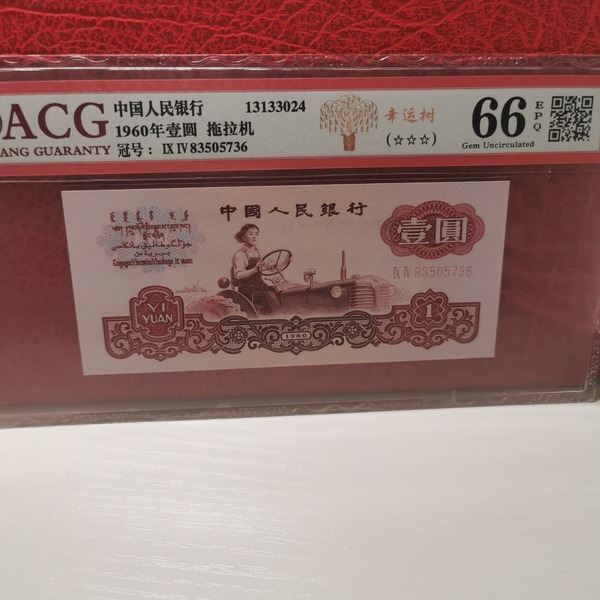 ACG
ANG GUARANTY
中国人民银行 13133024
1960年壹圆 拖拉机
冠号: IX IV 83505736
幸运树
(☆☆☆)
66
EPQ
Gem Uncirculated
中國人民銀行
壹圓
IX IV 83505736
YI
YUAN
1960
1